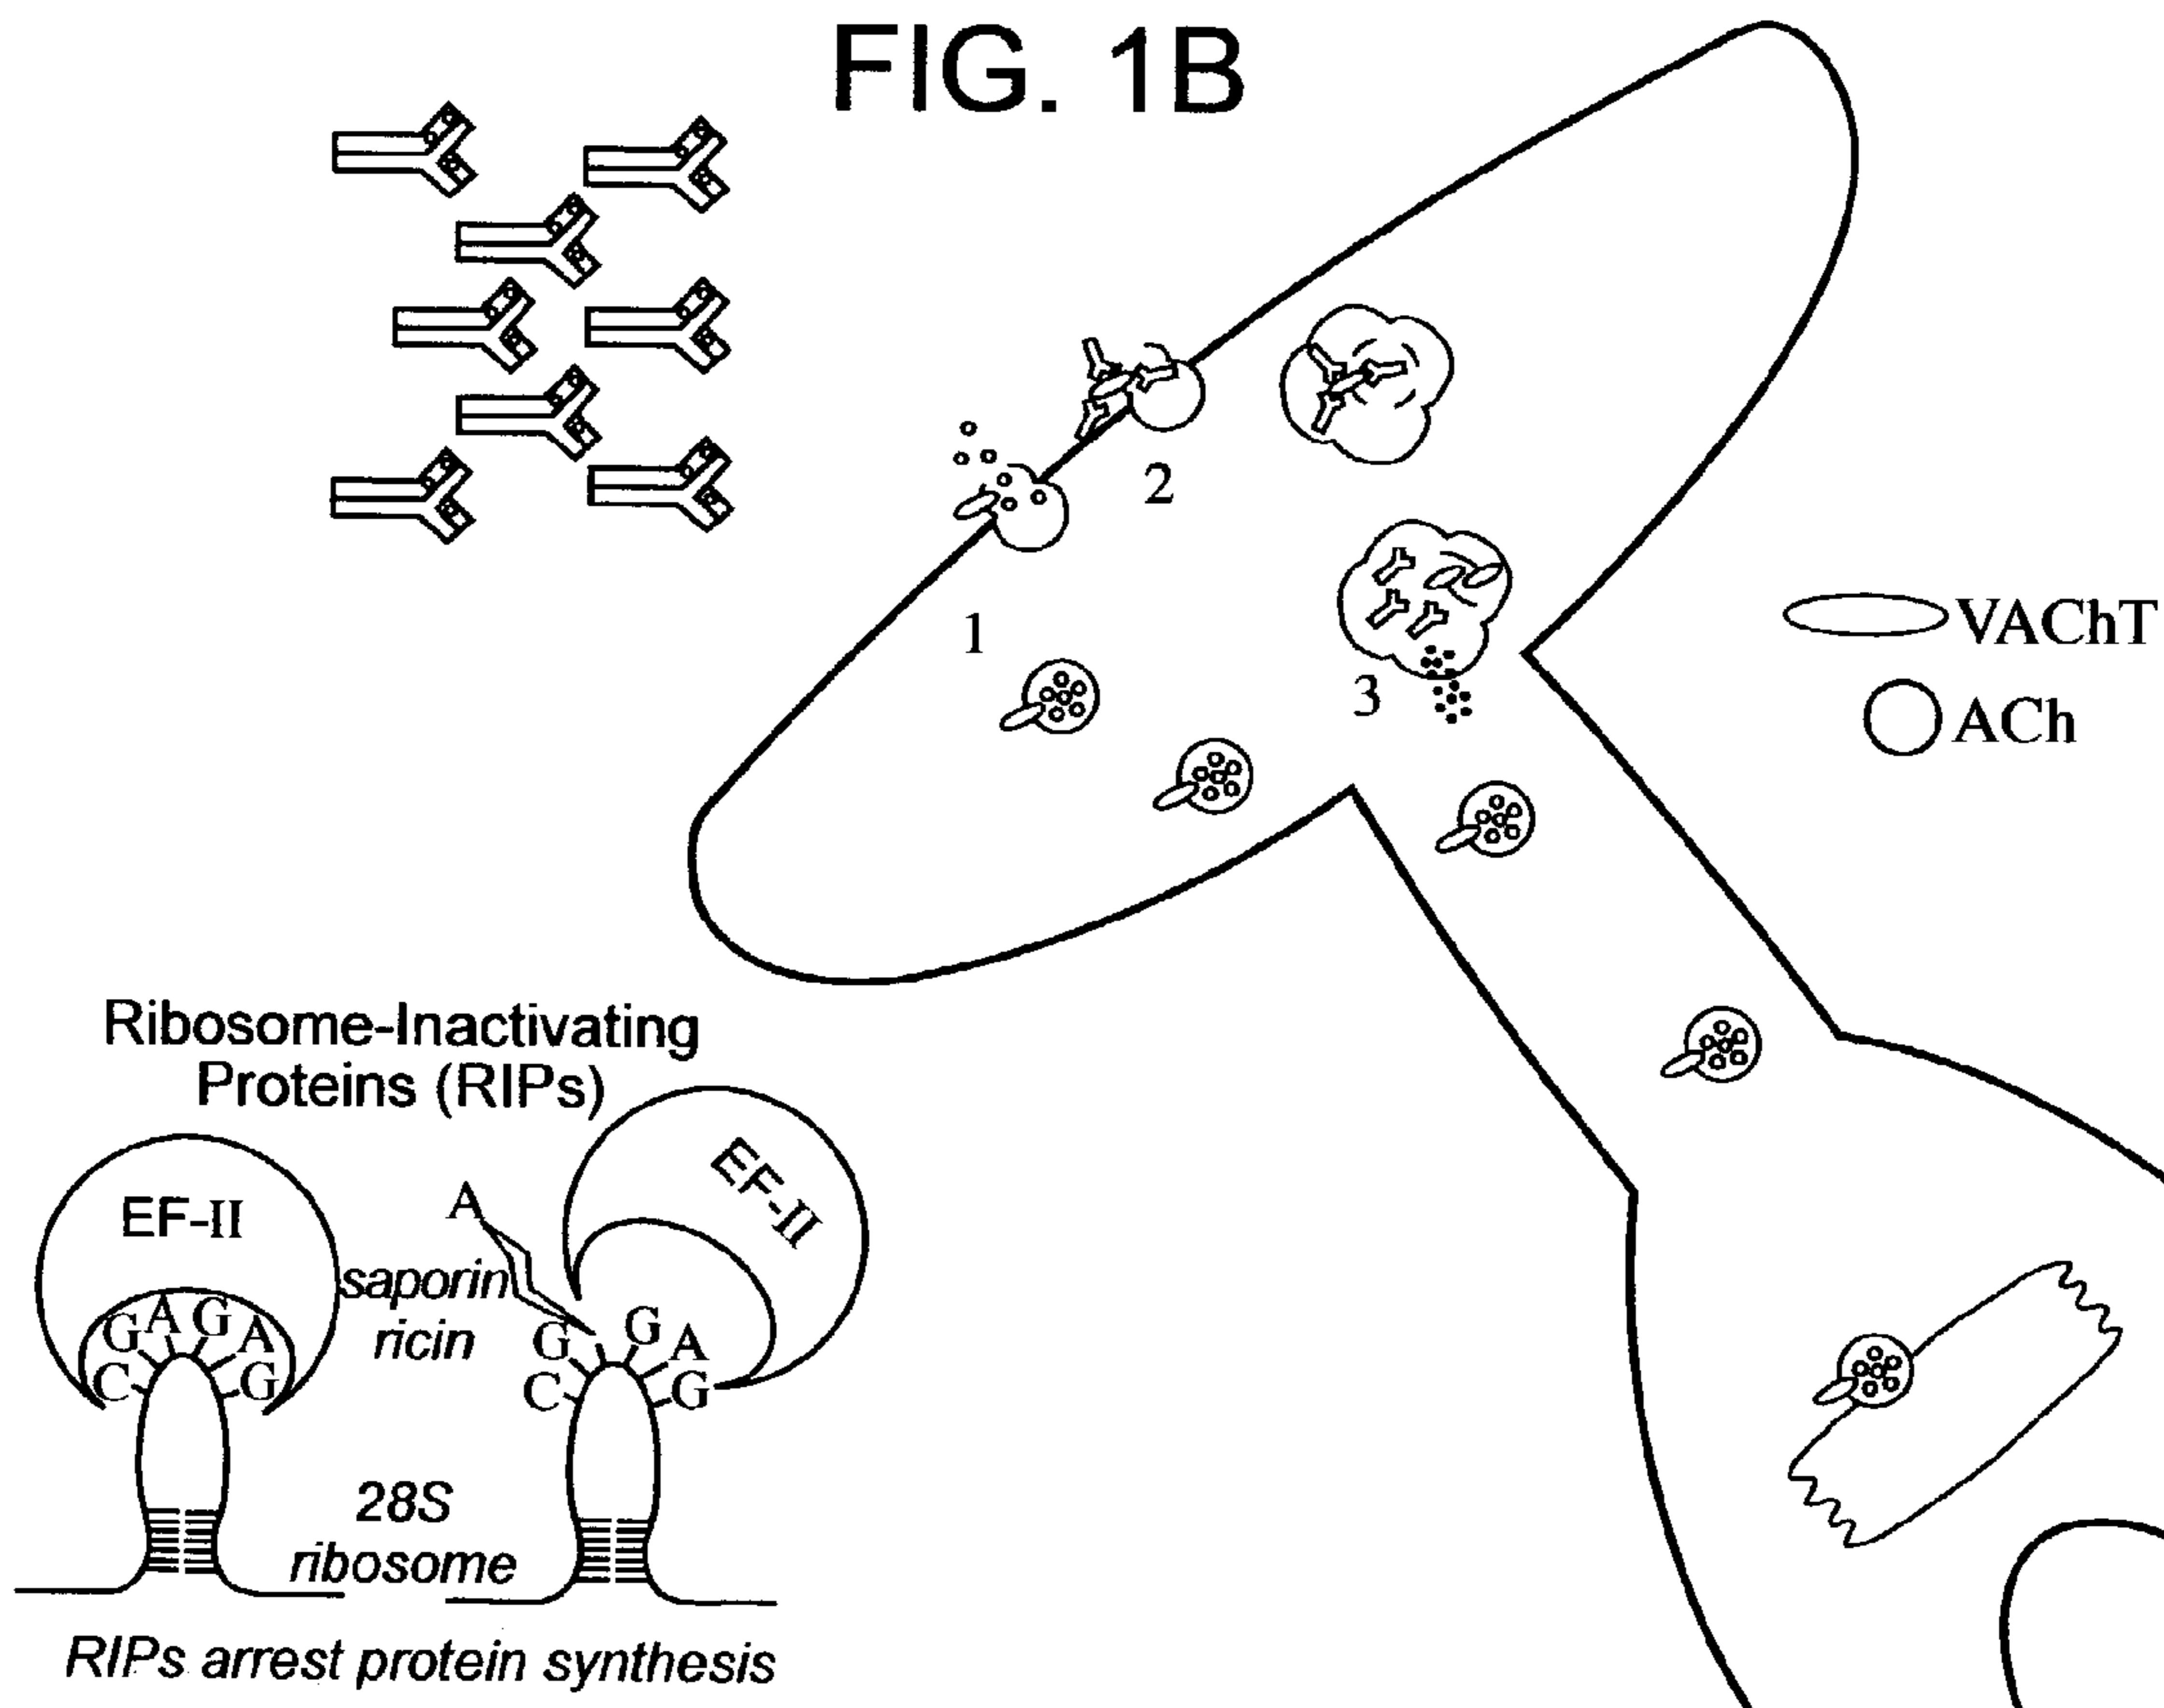 FIG. 1B
2
1
3
VAChT
ACh
Ribosome-Inactivating
Proteins (RIPs)
EF-II
EF-II
A
saporin
ricin
G A G A
C G
G G A
C G
28S
ribosome
RIPs arrest protein synthesis